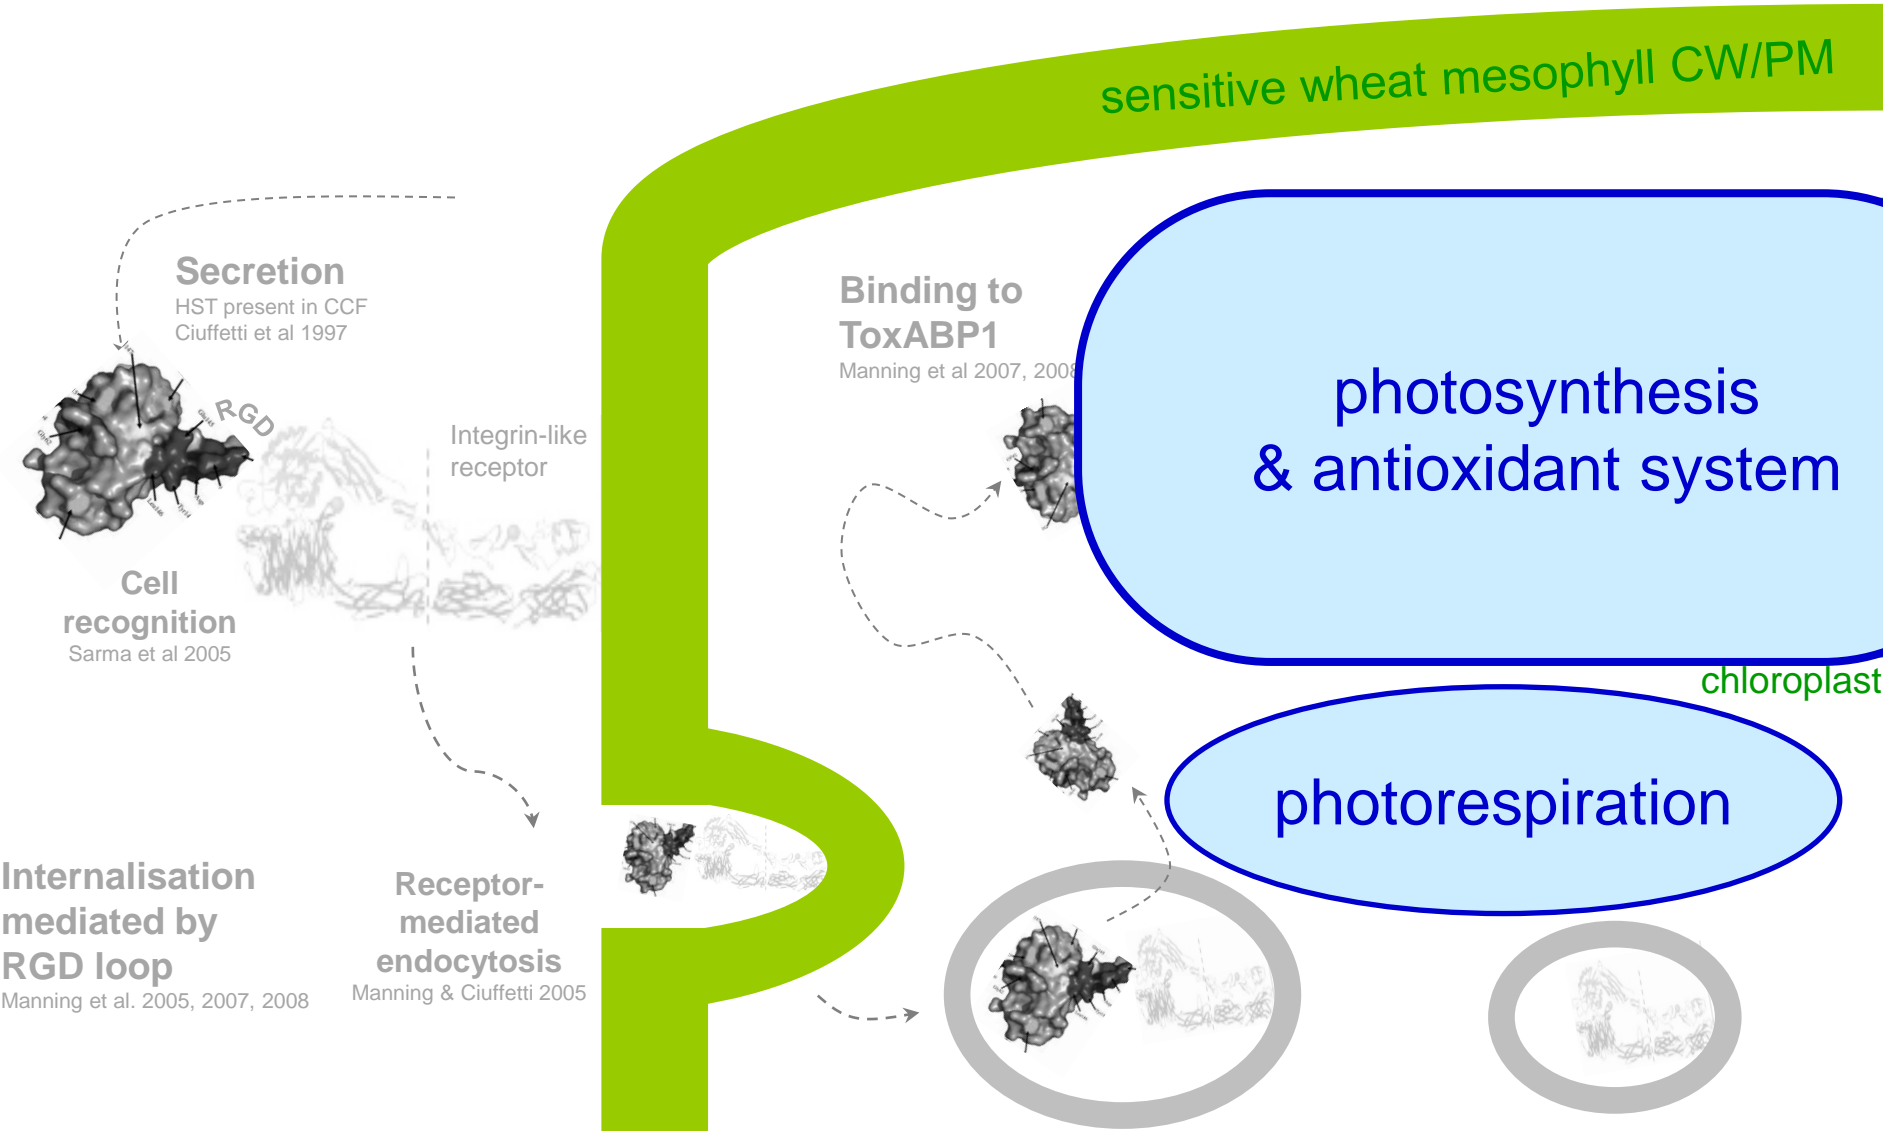 sensitive wheat mesophyll CW/PM
Secretion
HST present in CCF
Ciuffetti et al 1997
RGD
Integrin-like
receptor
Cell
recognition
Sarma et al 2005
Internalisation
mediated by
RGD loop
Manning et al. 2005, 2007, 2008
Receptor-
mediated
endocytosis
Manning & Ciuffetti 2005
Binding to
ToxABP1
Manning et al 2007, 2008
photosynthesis
& antioxidant system
chloroplast
photorespiration